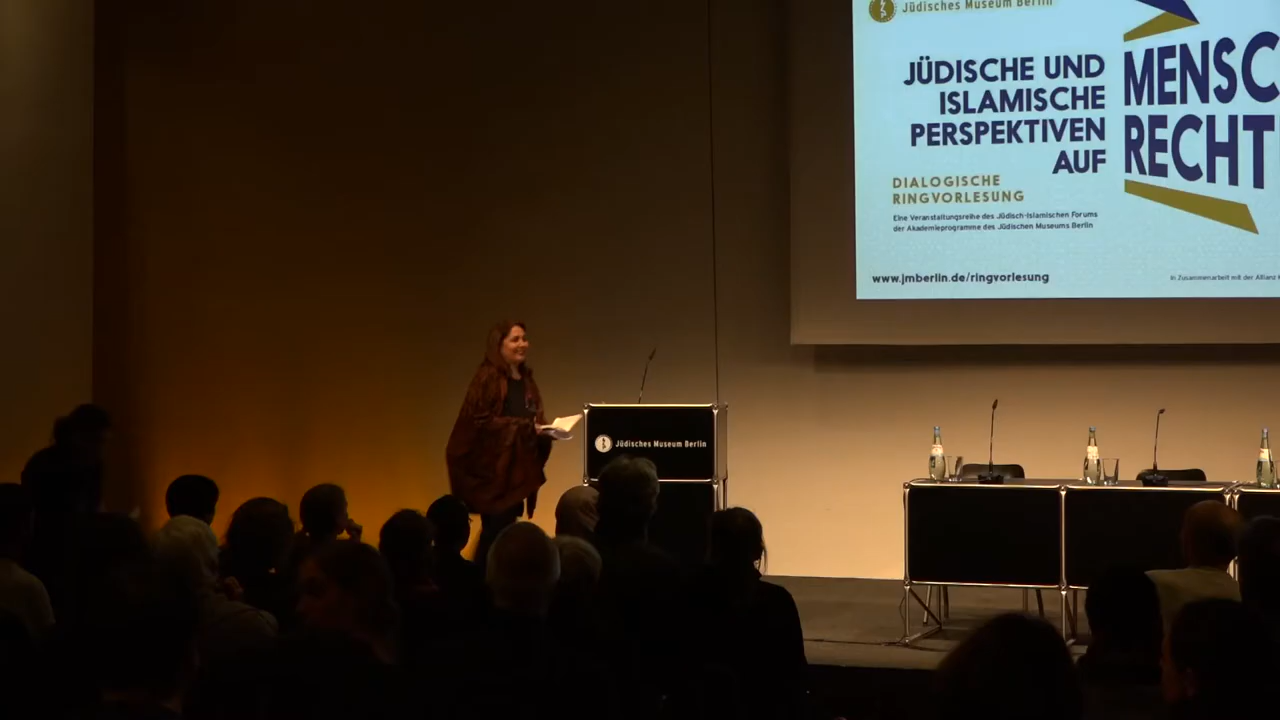 Jüdisches Museum Berlin
JÜDISCHE UND
ISLAMISCHE
PERSPEKTIVEN
AUF
MENSC
RECHT
DIALOGISCHE
RINGVORLESUNG
Eine Veranstaltungsreihe des Jüdisch-Islamischen Forums
der Akademieprogramme des Jüdischen Museums Berlin
www.jmberlin.de/ringvorlesung
In Zusammenarbeit mit der Allianz
Jüdisches Museum Berlin